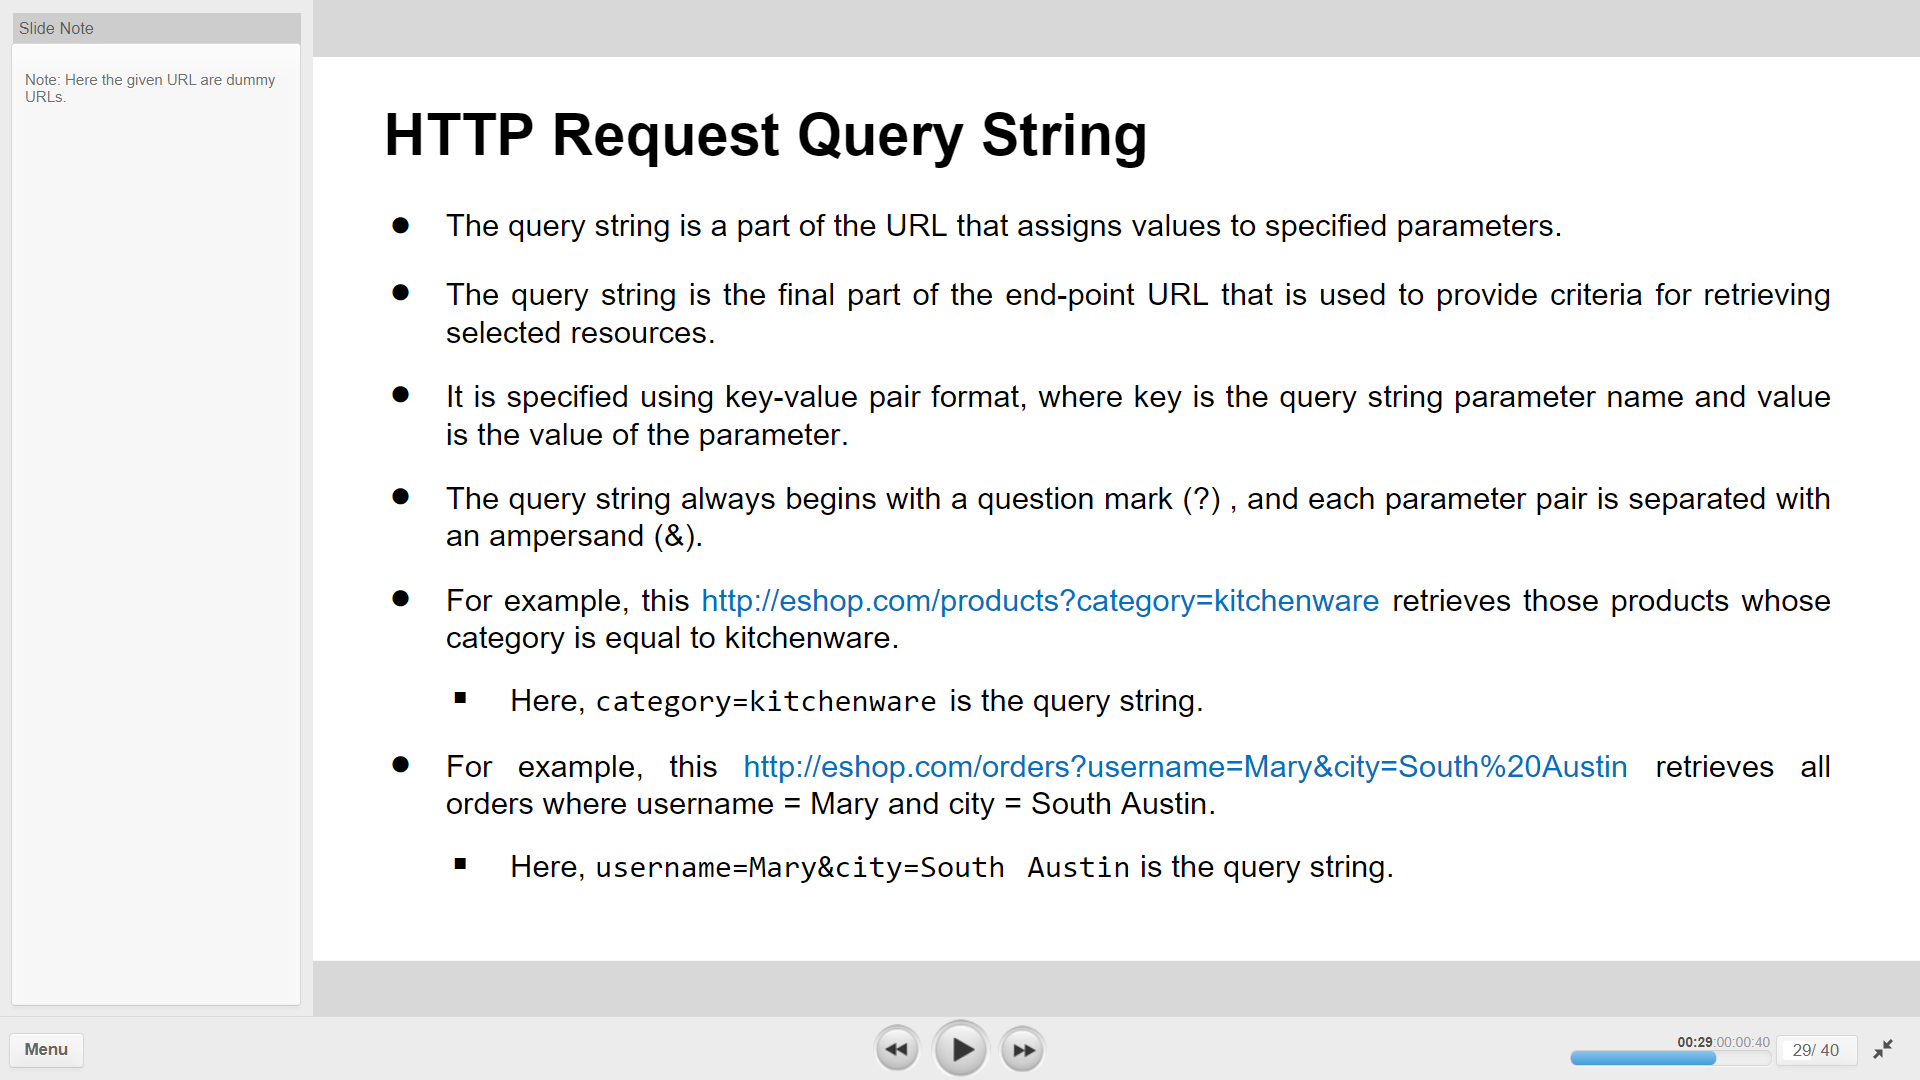 Slide Note
Note: Here the given URL are dummy
URLs.
HTTP Request Query String
● The query string is a part of the URL that assigns values to specified parameters.
● The query string is the final part of the end-point URL that is used to provide criteria for retrieving
selected resources.
● It is specified using key-value pair format, where key is the query string parameter name and value
is the value of the parameter.
● The query string always begins with a question mark (?) , and each parameter pair is separated with
an ampersand (&).
● For example, this http://eshop.com/products?category=kitchenware retrieves those products whose
category is equal to kitchenware.
■ Here, category=kitchenware is the query string.
● For example, this http://eshop.com/orders?username=Mary&city=South%20Austin retrieves all
orders where username = Mary and city = South Austin.
■ Here, username=Mary&city=South Austin is the query string.
Menu
00:29:00:00:40
29/ 40